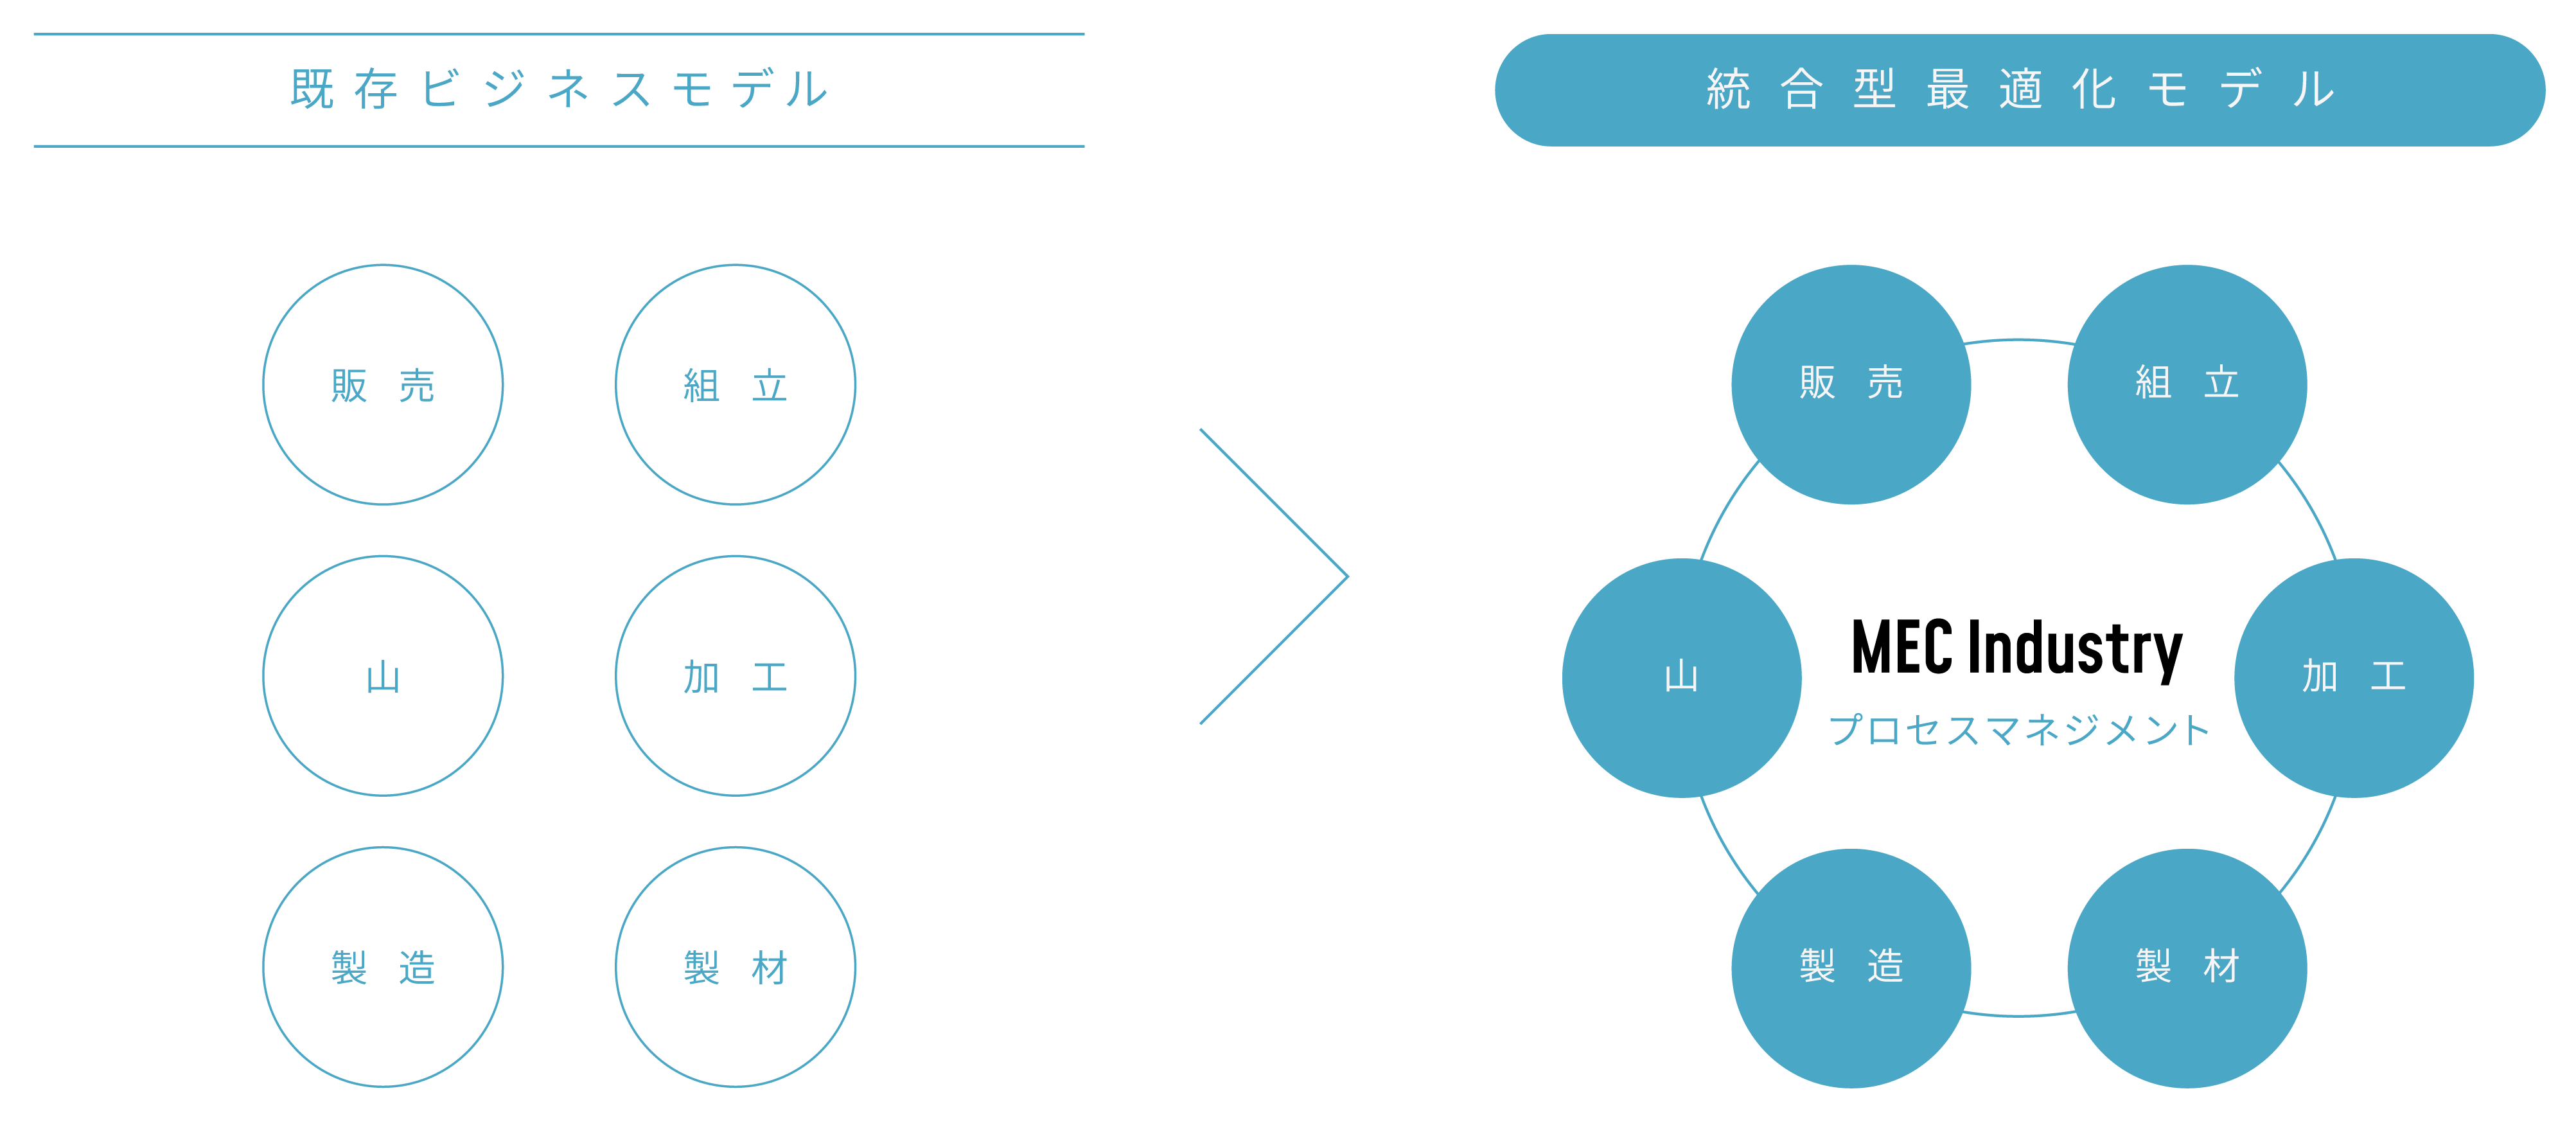 既存ビジネスモデル
販売
組立
山
加工
製造
製材
統合型最適化モデル
販売
組立
山
MEC Industry
プロセスマネジメント
加工
製造
製材